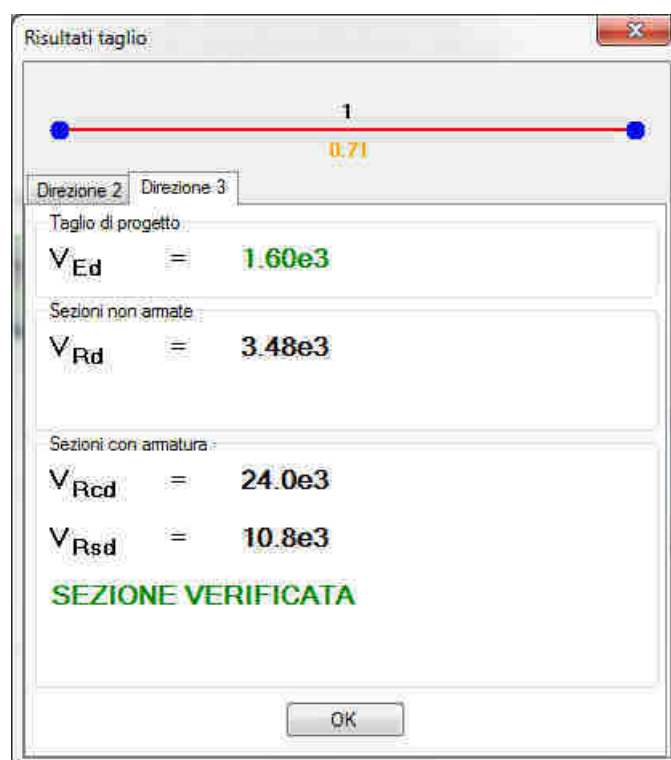 Risultati taglio
1
0.71
Direzione 2 Direzione 3
Taglio di progetto
VEd = 1.60e3
Sezioni non armate
VRd = 3.48e3
Sezioni con armatura
VRcd = 24.0e3
VRsd = 10.8e3
SEZIONE VERIFICATA
OK